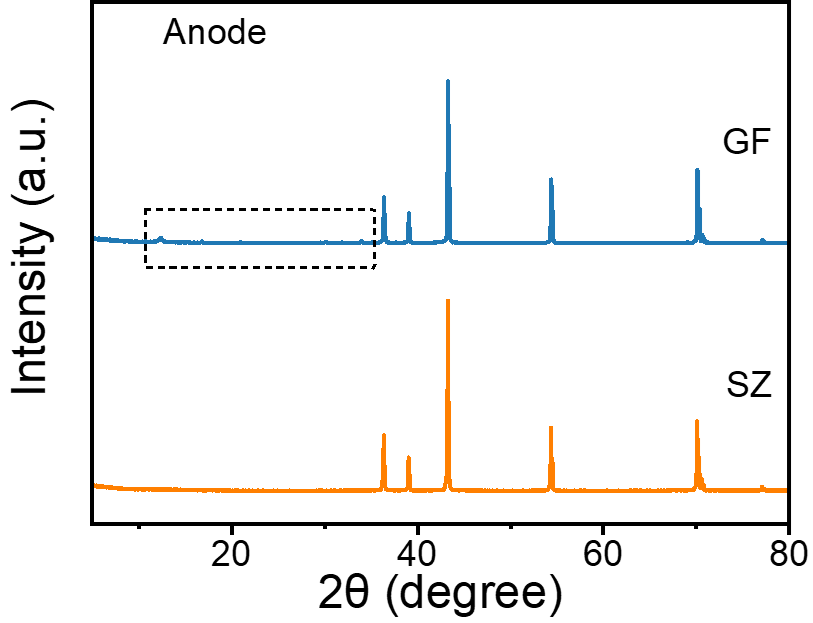 Anode
GF
SZ
Intensity (a.u.)
20 40 60 80
2θ (degree)